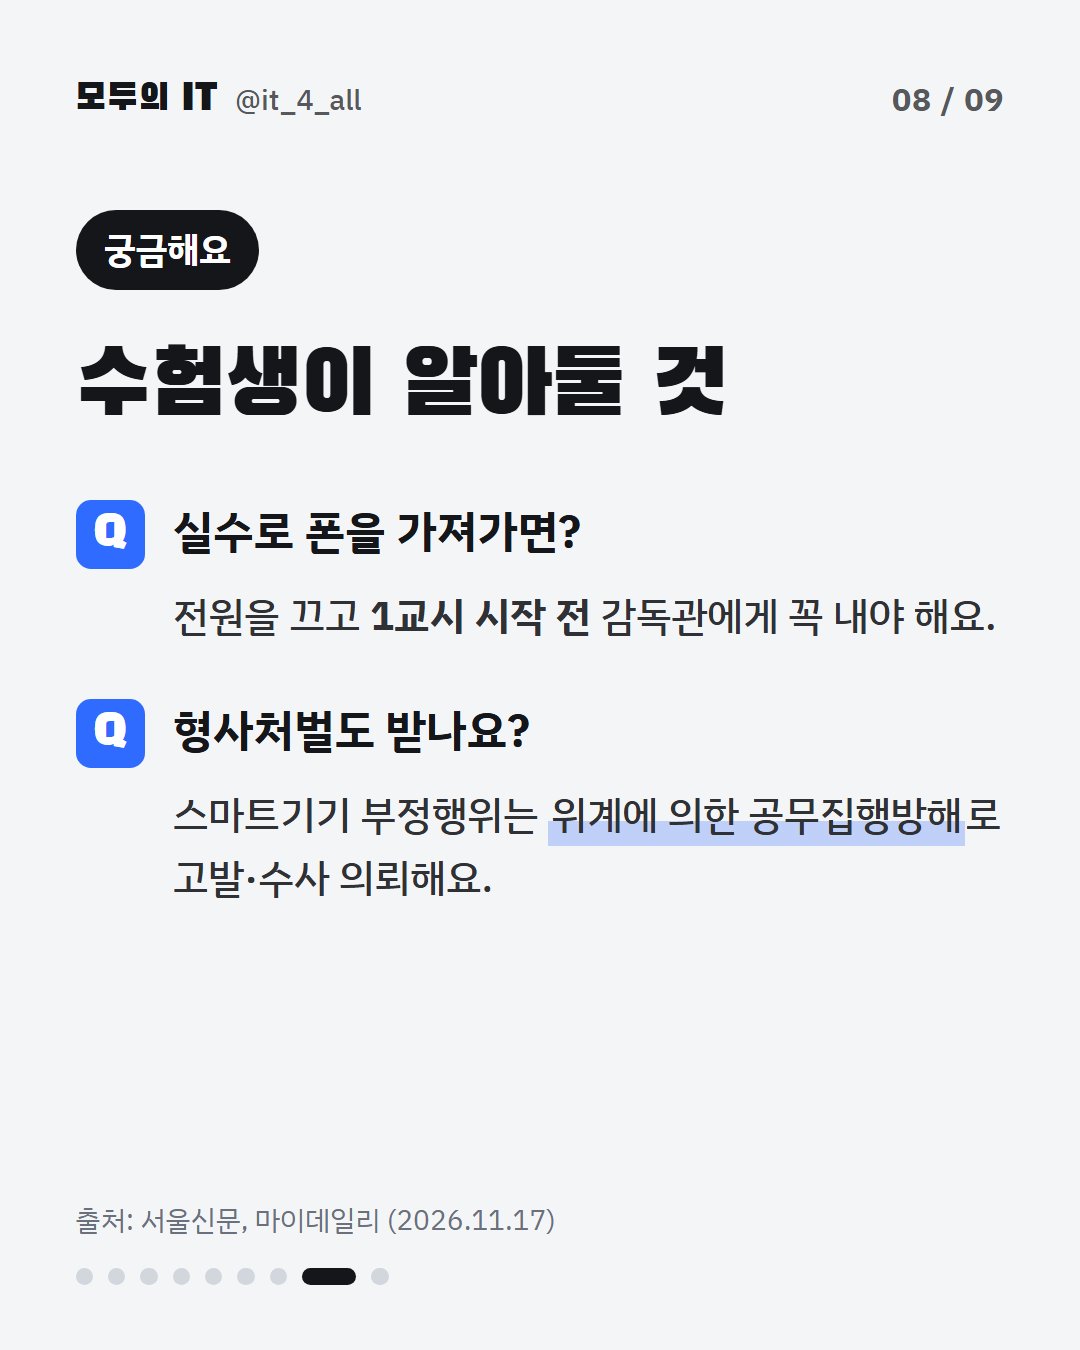 모두의 IT @it_4_all
08 / 09
궁금해요
수험생이 알아둘 것
Q 실수로 폰을 가져가면?
전원을 끄고 1교시 시작 전 감독관에게 꼭 내야 해요.
Q 형사처벌도 받나요?
스마트기기 부정행위는 위계에 의한 공무집행방해로
고발·수사 의뢰해요.
출처: 서울신문, 마이데일리 (2026.11.17)